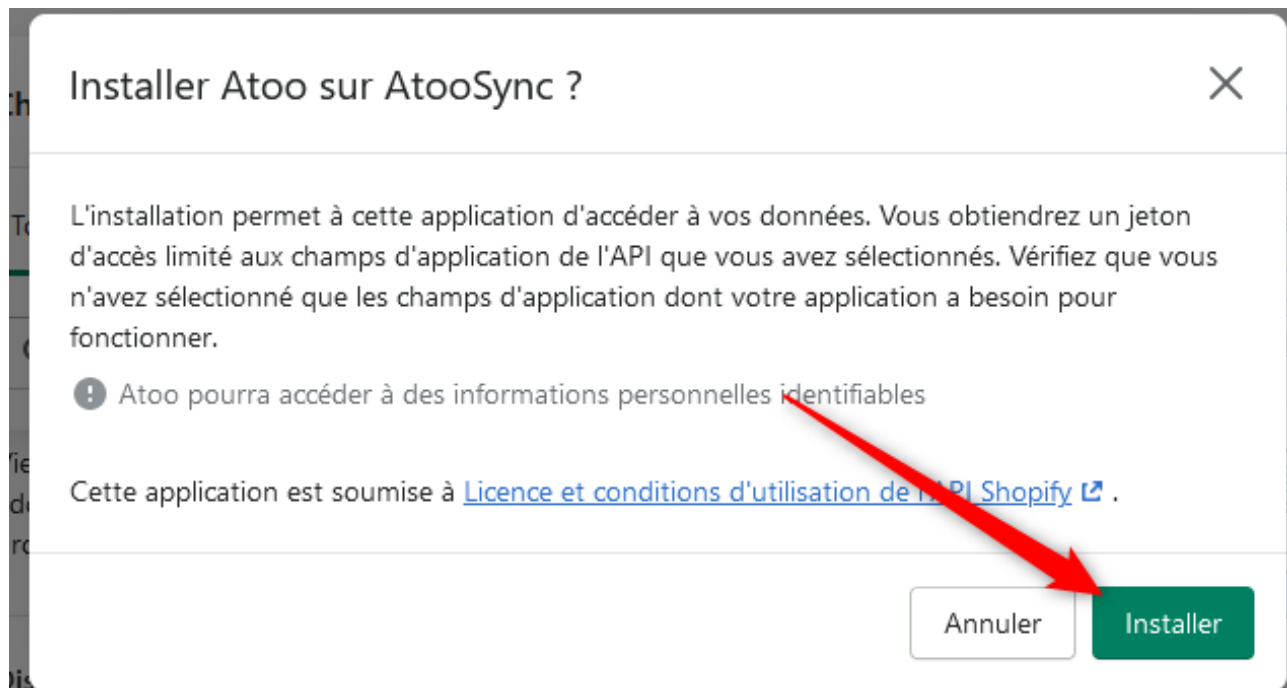 Installer Atoo sur AtooSync ?
L'installation permet à cette application d'accéder à vos données. Vous obtiendrez un jeton
d'accès limité aux champs d'application de l'API que vous avez sélectionnés. Vérifiez que vous
n'avez sélectionné que les champs d'application dont votre application a besoin pour
fonctionner.
Atoo pourra accéder à des informations personnelles identifiables
Cette application est soumise à Licence et conditions d'utilisation de l'API Shopify .
Annuler
Installer